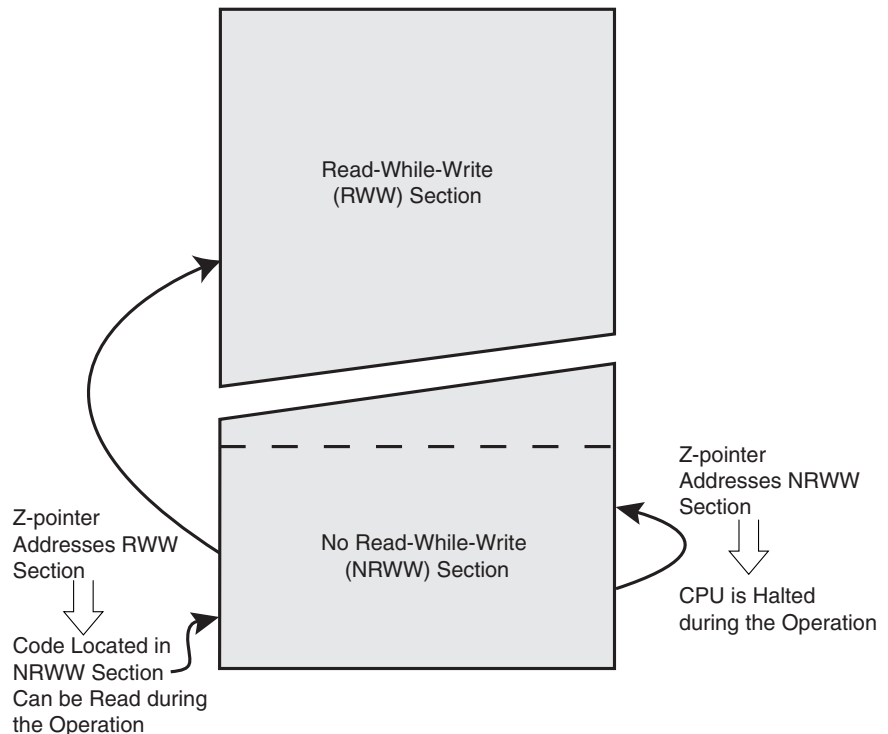 Read-While-Write
(RWW) Section
Z-pointer
Addresses NRWW
Section
Z-pointer
Addresses RWW
Section
No Read-While-Write
(NRWW) Section
CPU is Halted
during the Operation
Code Located in
NRWW Section
Can be Read during
the Operation